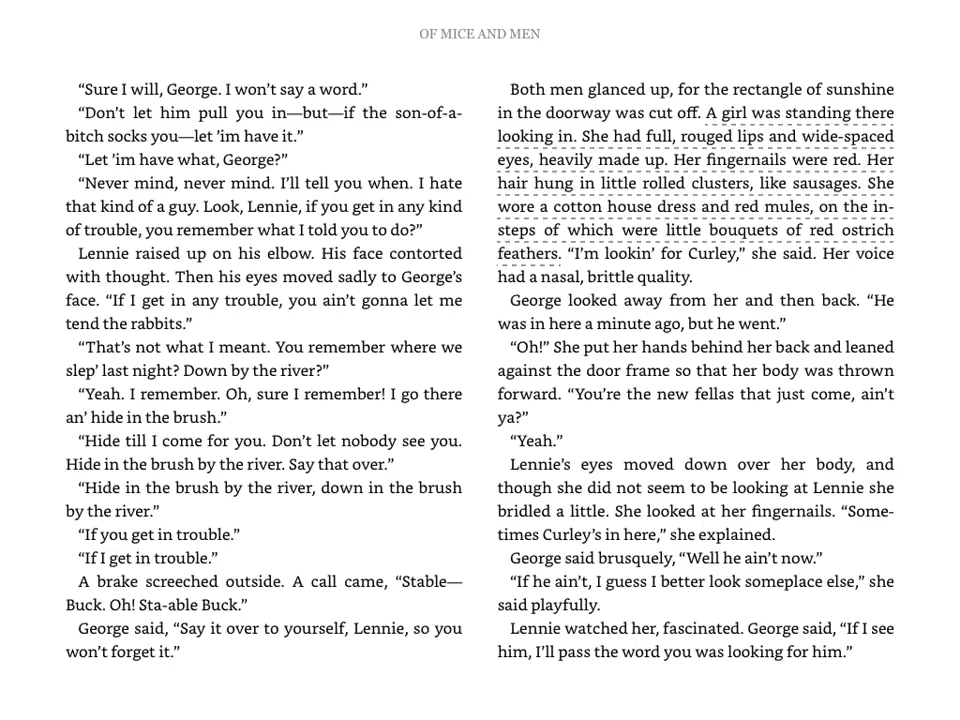 OF MICE AND MEN
“Sure I will, George. I won’t say a word.”
“Don’t let him pull you in—but—if the son-of-a-
bitch socks you—let ’im have it.”
“Let ’im have what, George?”
“Never mind, never mind. I’ll tell you when. I hate
that kind of a guy. Look, Lennie, if you get in any kind
of trouble, you remember what I told you to do?”
Lennie raised up on his elbow. His face contorted
with thought. Then his eyes moved sadly to George’s
face. “If I get in any trouble, you ain’t gonna let me
tend the rabbits.”
“That’s not what I meant. You remember where we
slep’ last night? Down by the river?”
“Yeah. I remember. Oh, sure I remember! I go there
an’ hide in the brush.”
“Hide till I come for you. Don’t let nobody see you.
Hide in the brush by the river. Say that over.”
“Hide in the brush by the river, down in the brush
by the river.”
“If you get in trouble.”
“If I get in trouble.”
A brake screeched outside. A call came, “Stable—
Buck. Oh! Sta-able Buck.”
George said, “Say it over to yourself, Lennie, so you
won’t forget it.”
Both men glanced up, for the rectangle of sunshine
in the doorway was cut off. A girl was standing there
looking in. She had full, rouged lips and wide-spaced
eyes, heavily made up. Her fingernails were red. Her
hair hung in little rolled clusters, like sausages. She
wore a cotton house dress and red mules, on the in-
steps of which were little bouquets of red ostrich
feathers. “I’m lookin’ for Curley,” she said. Her voice
had a nasal, brittle quality.
George looked away from her and then back. “He
was in here a minute ago, but he went.”
“Oh!” She put her hands behind her back and leaned
against the door frame so that her body was thrown
forward. “You’re the new fellas that just come, ain’t
ya?”
“Yeah.”
Lennie’s eyes moved down over her body, and
though she did not seem to be looking at Lennie she
bridled a little. She looked at her fingernails. “Some-
times Curley’s in here,” she explained.
George said brusquely, “Well he ain’t now.”
“If he ain’t, I guess I better look someplace else,” she
said playfully.
Lennie watched her, fascinated. George said, “If I see
him, I’ll pass the word you was looking for him.”